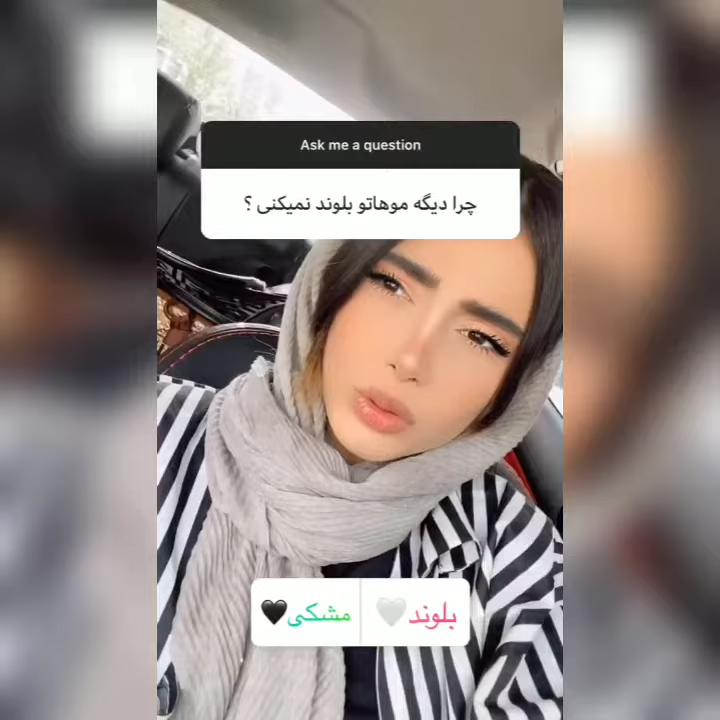 Ask me a question
چرا دیگه موهاتو بلوند نمیکنی ؟
بلوند🤍 مشکی🖤